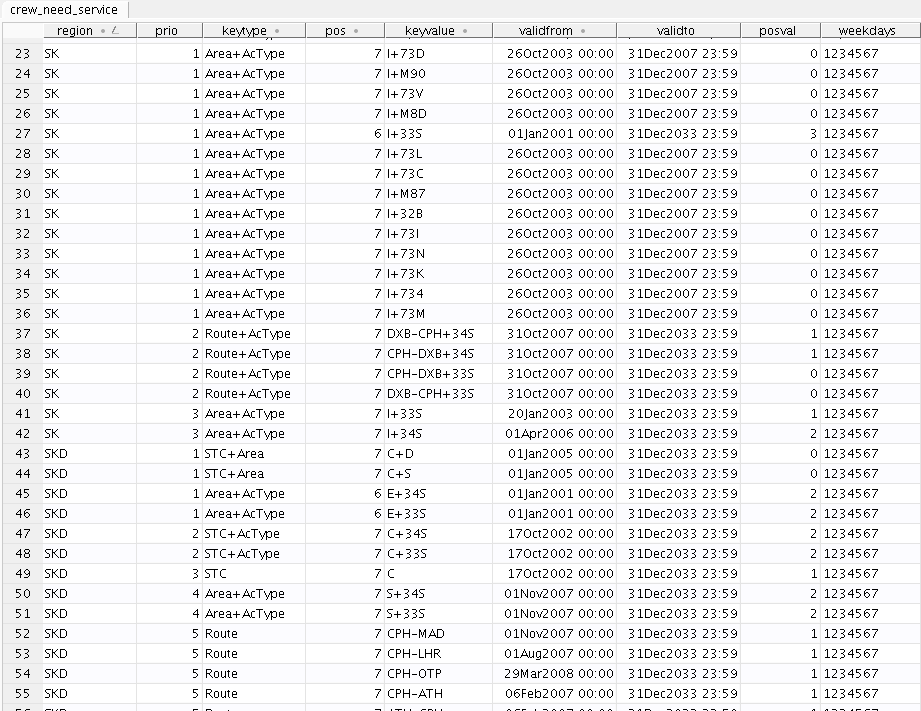 crew_need_service
region prio keytype pos keyvalue validfrom validto posval weekdays
23 SK 1 Area+AcType 7 I+73D 26Oct2003 00:00 31Dec2007 23:59 0 1234567
24 SK 1 Area+AcType 7 I+M90 26Oct2003 00:00 31Dec2007 23:59 0 1234567
25 SK 1 Area+AcType 7 I+73V 26Oct2003 00:00 31Dec2007 23:59 0 1234567
26 SK 1 Area+AcType 7 I+M8D 26Oct2003 00:00 31Dec2007 23:59 0 1234567
27 SK 1 Area+AcType 6 I+33S 01Jan2001 00:00 31Dec2033 23:59 3 1234567
28 SK 1 Area+AcType 7 I+73L 26Oct2003 00:00 31Dec2007 23:59 0 1234567
29 SK 1 Area+AcType 7 I+73C 26Oct2003 00:00 31Dec2007 23:59 0 1234567
30 SK 1 Area+AcType 7 I+M87 26Oct2003 00:00 31Dec2007 23:59 0 1234567
31 SK 1 Area+AcType 7 I+32B 26Oct2003 00:00 31Dec2007 23:59 0 1234567
32 SK 1 Area+AcType 7 I+73I 26Oct2003 00:00 31Dec2007 23:59 0 1234567
33 SK 1 Area+AcType 7 I+73N 26Oct2003 00:00 31Dec2007 23:59 0 1234567
34 SK 1 Area+AcType 7 I+73K 26Oct2003 00:00 31Dec2007 23:59 0 1234567
35 SK 1 Area+AcType 7 I+734 26Oct2003 00:00 31Dec2007 23:59 0 1234567
36 SK 1 Area+AcType 7 I+73M 26Oct2003 00:00 31Dec2007 23:59 0 1234567
37 SK 2 Route+AcType 7 DXB-CPH+34S 31Oct2007 00:00 31Dec2033 23:59 1 1234567
38 SK 2 Route+AcType 7 CPH-DXB+34S 31Oct2007 00:00 31Dec2033 23:59 1 1234567
39 SK 2 Route+AcType 7 CPH-DXB+33S 31Oct2007 00:00 31Dec2033 23:59 0 1234567
40 SK 2 Route+AcType 7 DXB-CPH+33S 31Oct2007 00:00 31Dec2033 23:59 0 1234567
41 SK 3 Area+AcType 7 I+33S 20Jan2003 00:00 31Dec2033 23:59 1 1234567
42 SK 3 Area+AcType 7 I+34S 01Apr2006 00:00 31Dec2033 23:59 2 1234567
43 SKD 1 STC+Area 7 C+D 01Jan2005 00:00 31Dec2033 23:59 0 1234567
44 SKD 1 STC+Area 7 C+S 01Jan2005 00:00 31Dec2033 23:59 0 1234567
45 SKD 1 Area+AcType 6 E+34S 01Jan2001 00:00 31Dec2033 23:59 2 1234567
46 SKD 1 Area+AcType 6 E+33S 01Jan2001 00:00 31Dec2033 23:59 2 1234567
47 SKD 2 STC+AcType 7 C+34S 17Oct2002 00:00 31Dec2033 23:59 2 1234567
48 SKD 2 STC+AcType 7 C+33S 17Oct2002 00:00 31Dec2033 23:59 2 1234567
49 SKD 3 STC 7 C 17Oct2002 00:00 31Dec2033 23:59 1 1234567
50 SKD 4 Area+AcType 7 S+34S 01Nov2007 00:00 31Dec2033 23:59 2 1234567
51 SKD 4 Area+AcType 7 S+33S 01Nov2007 00:00 31Dec2033 23:59 2 1234567
52 SKD 5 Route 7 CPH-MAD 01Nov2007 00:00 31Dec2033 23:59 1 1234567
53 SKD 5 Route 7 CPH-LHR 01Aug2007 00:00 31Dec2033 23:59 1 1234567
54 SKD 5 Route 7 CPH-OTP 29Mar2008 00:00 31Dec2033 23:59 1 1234567
55 SKD 5 Route 7 CPH-ATH 06Feb2007 00:00 31Dec2033 23:59 1 1234567